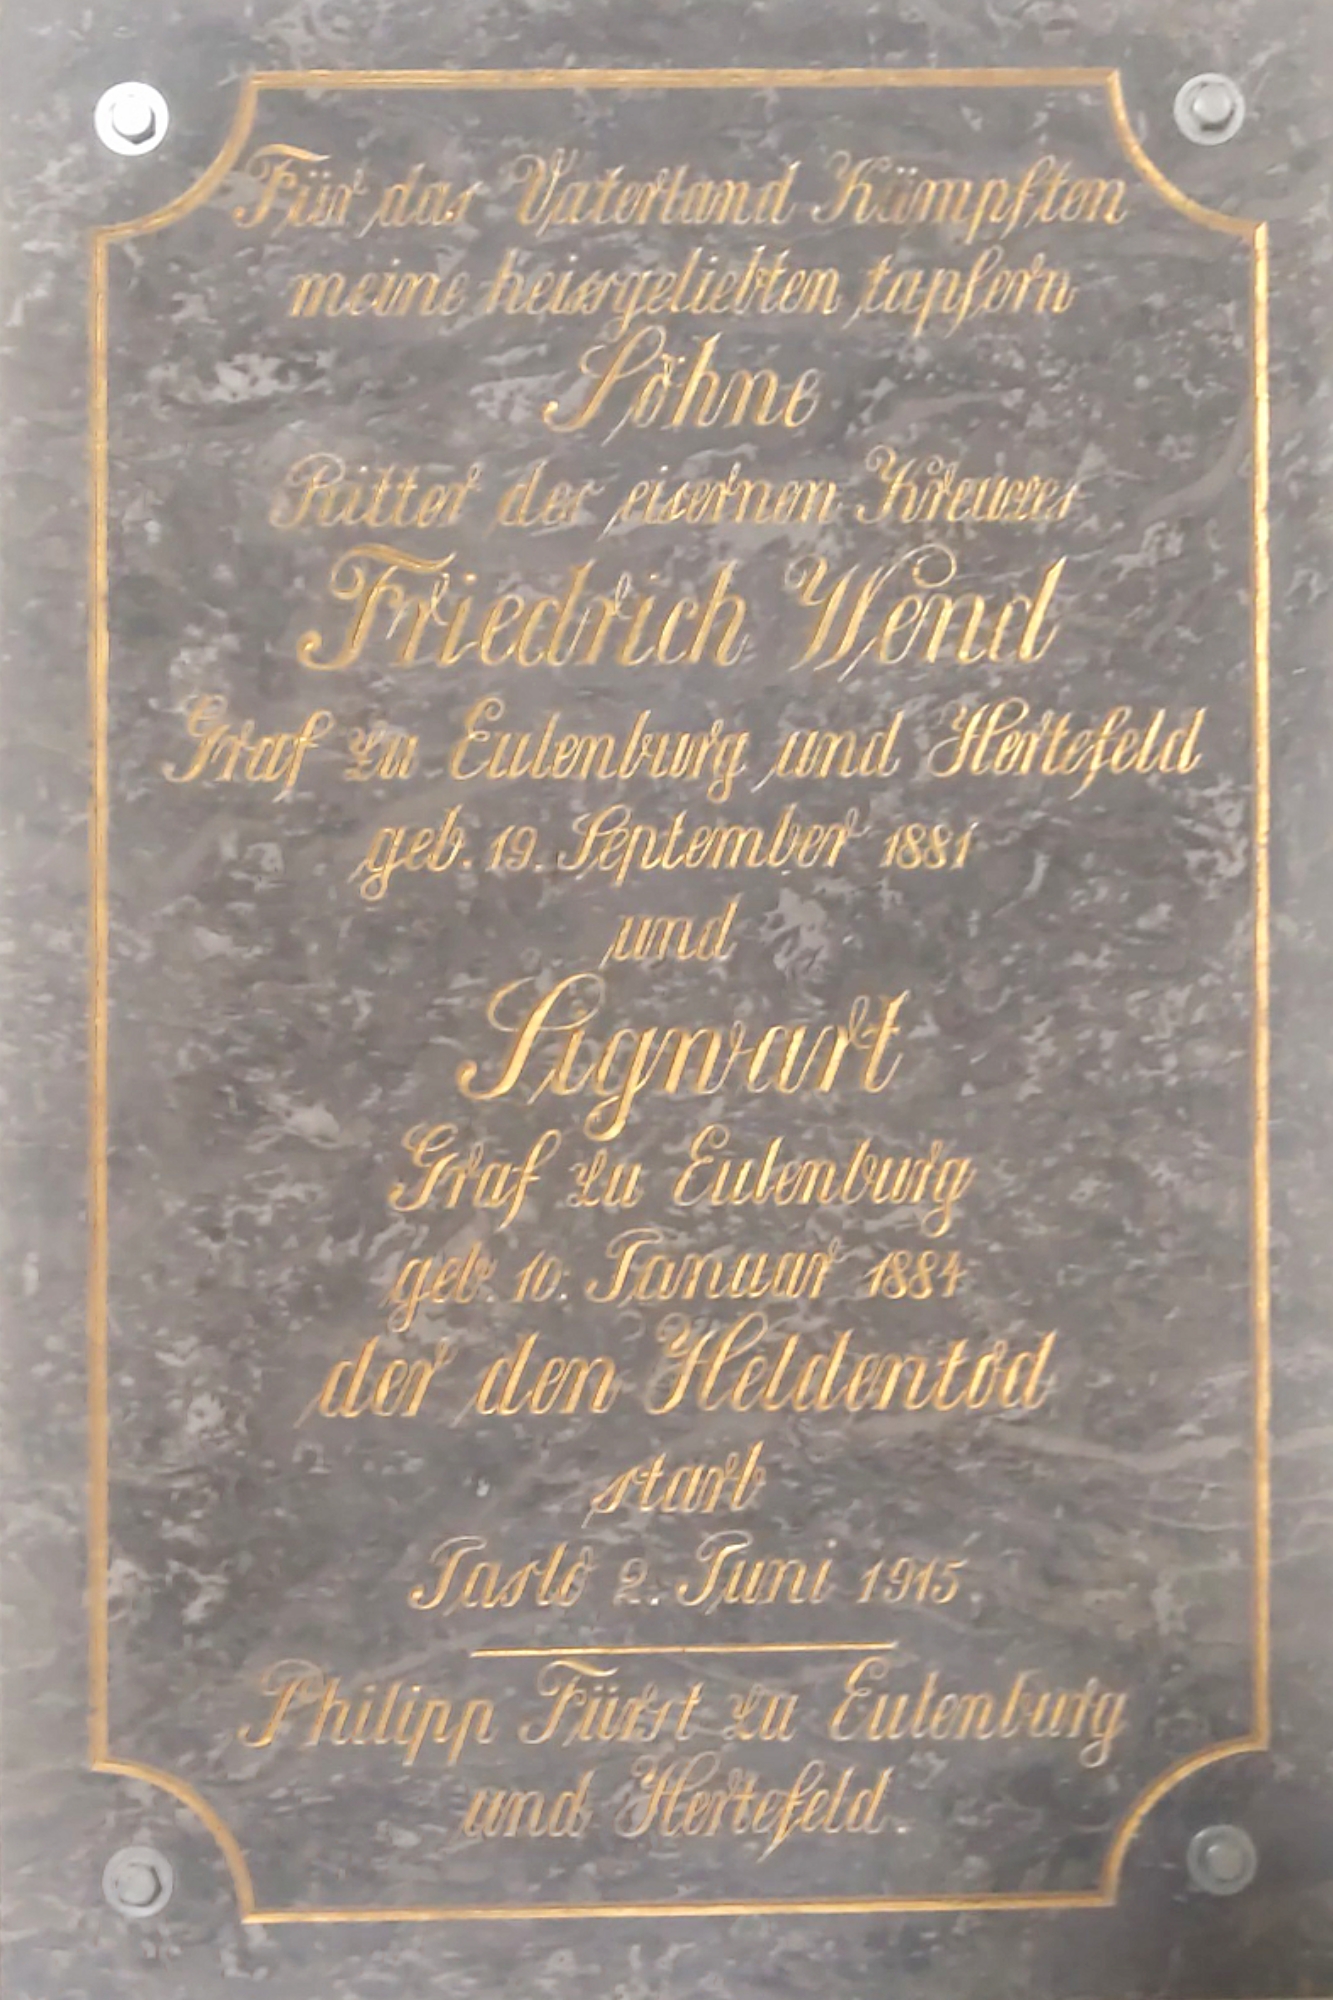 Für das Vaterland Kämpften
meine heissgeliebten tapfern
Söhne
Ritter des eisernen Kreuzes
Friedrich Wend
Graf zu Eulenburg und Hertefeld
geb. 19. September 1881
und
Sigwart
Graf zu Eulenburg
geb. 10. Januar 1884
der den Heldentod
starb
Jaslo 2. Juni 1915.
Philipp Fürst zu Eulenburg
und Hertefeld.